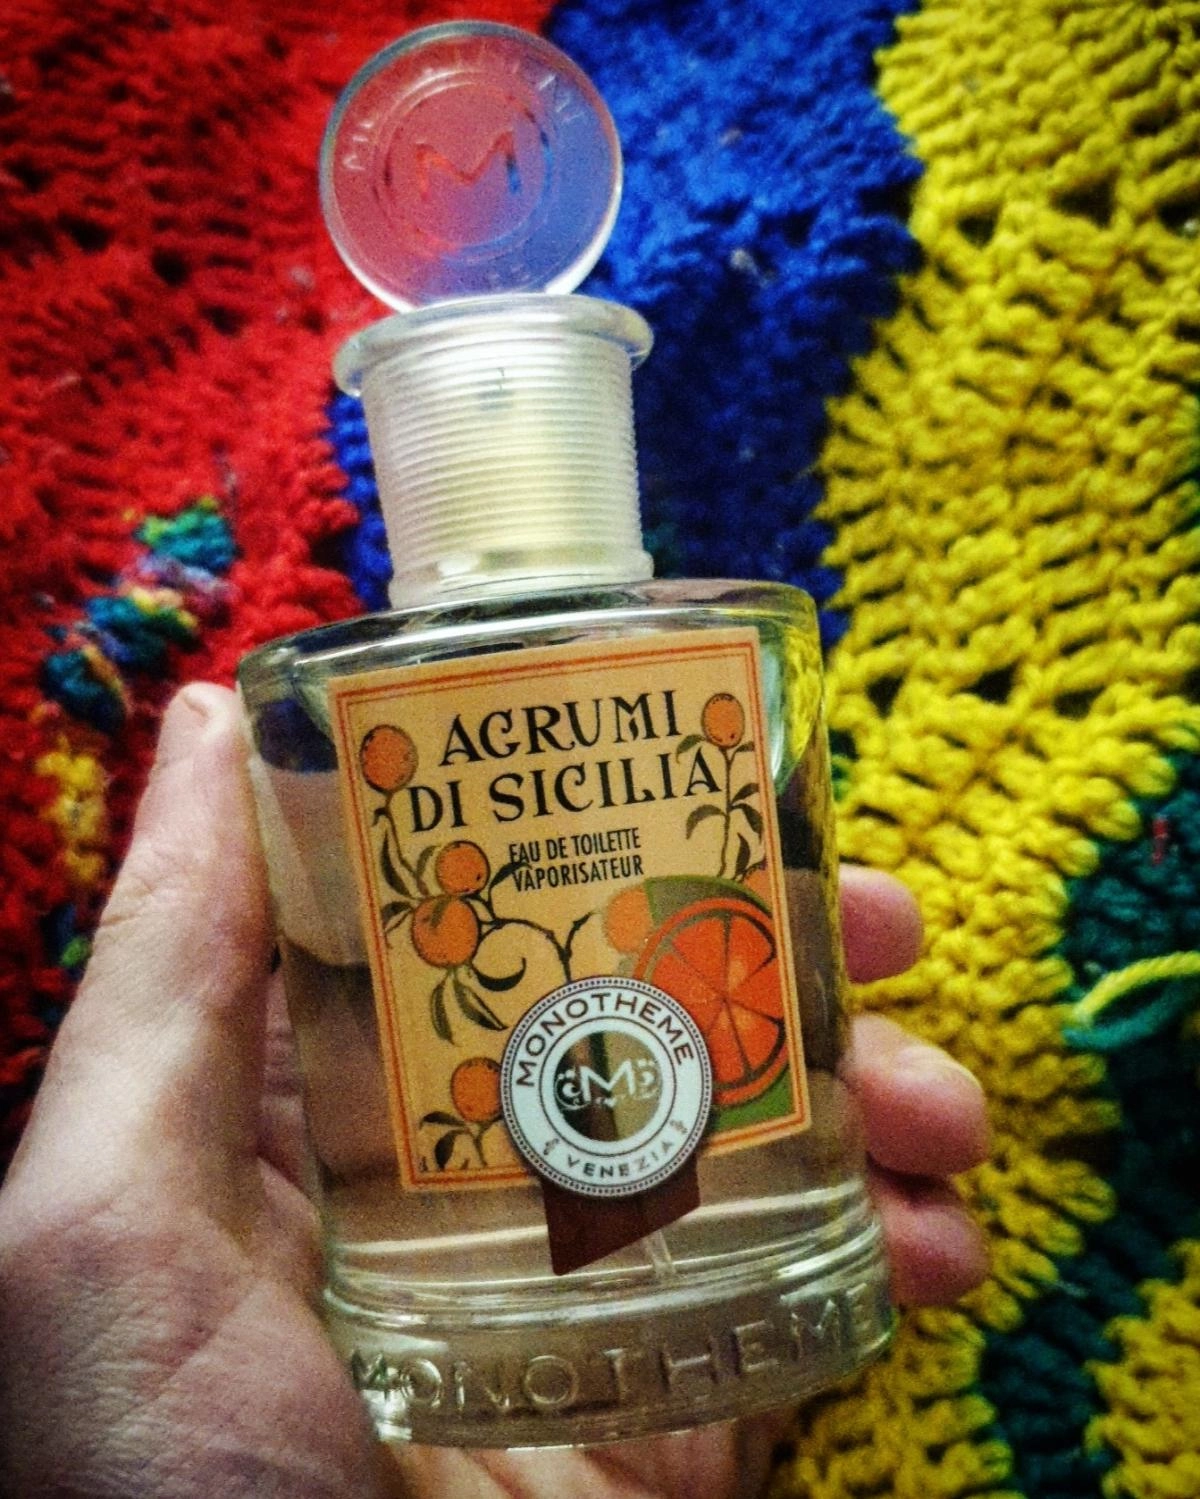 M
AGRUMI
DI SICILIA
EAU DE TOILETTE
VAPORISATEUR
MONOTHEME
M
VENEZIA
MONOTHEME